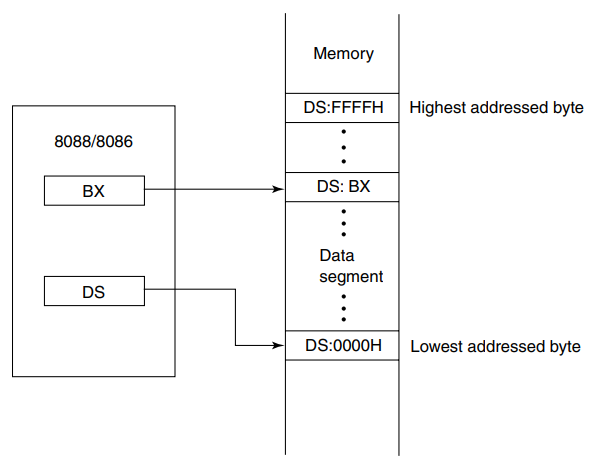 Memory
DS:FFFFH
Highest addressed byte
8088/8086
BX
DS: BX
Data
segment
DS
DS:0000H
Lowest addressed byte